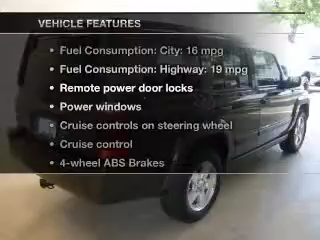 VEHICLE FEATURES
• Fuel Consumption: City: 16 mpg
• Fuel Consumption: Highway: 19 mpg
• Remote power door locks
• Power windows
• Cruise controls on steering wheel
• Cruise control
• 4-wheel ABS Brakes